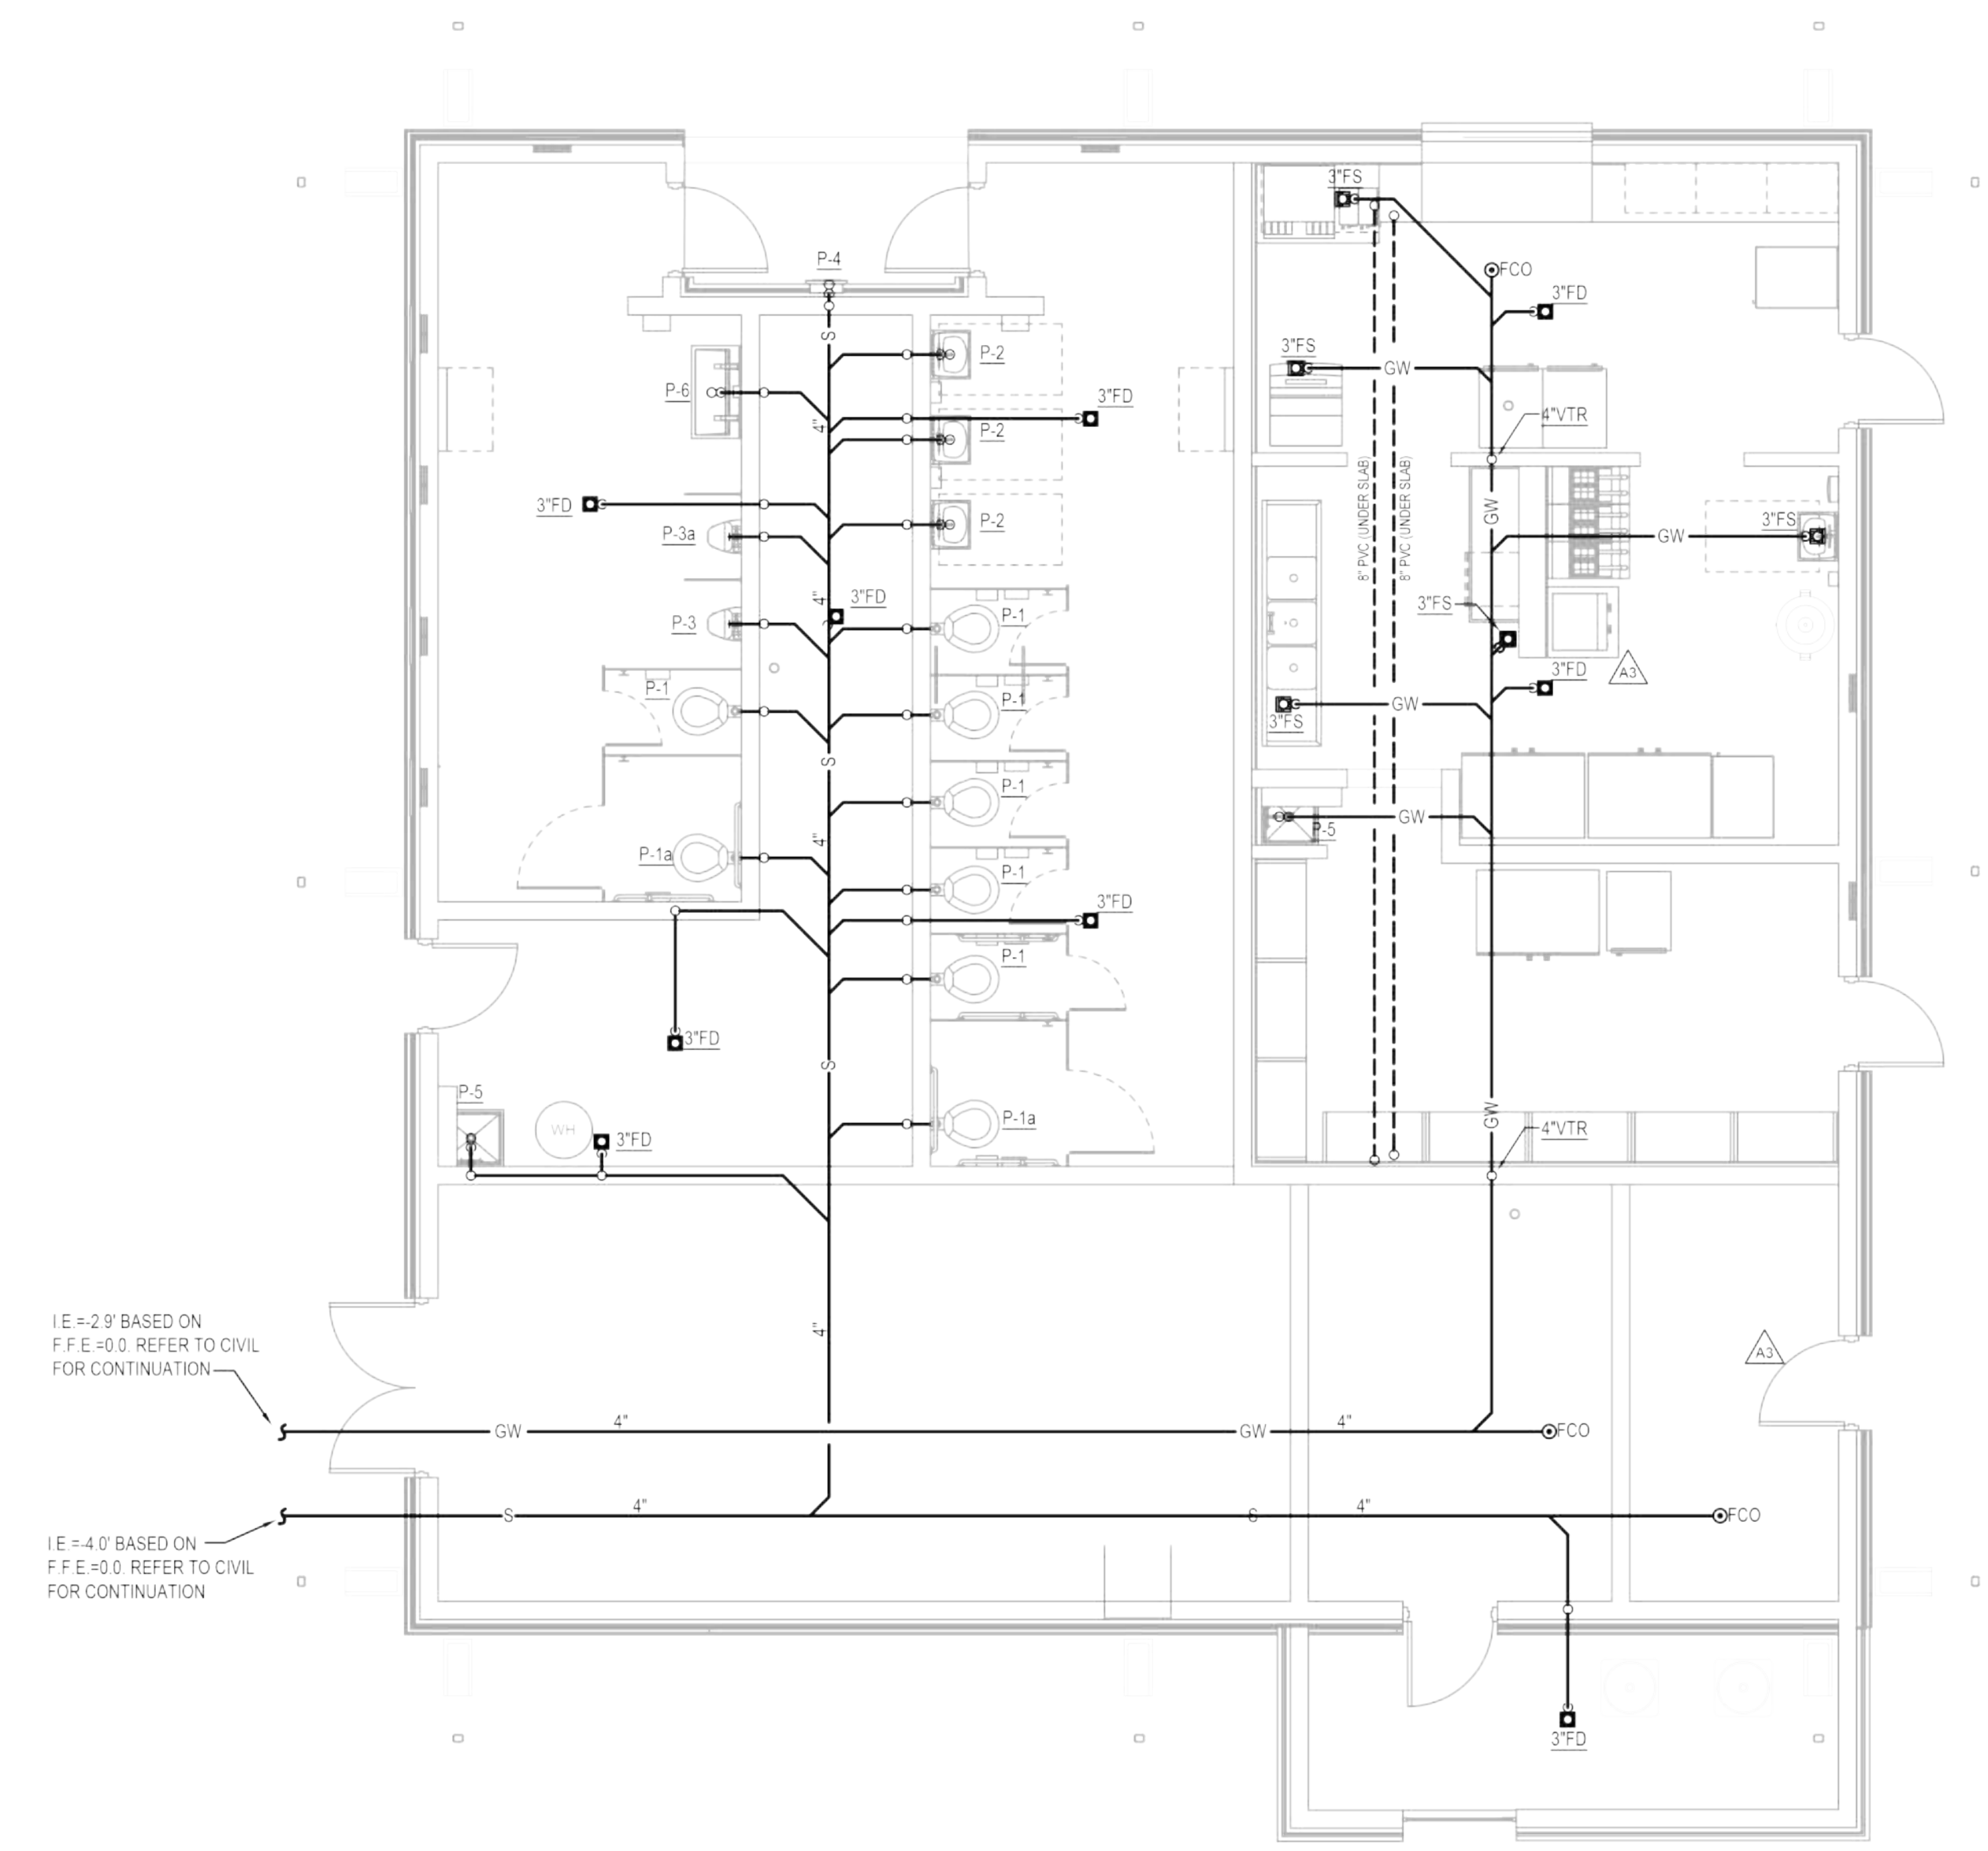 3"FS
P-4
FCO
3"FD
3"FS
P-2
GW
S
P-6
3"FD
4"VTR
4"
P-2
8" PVC (UNDER SLAB)
8" PVC (UNDER SLAB)
3"FD
GW
P-2
3"FS
P-3a
GW
4"
3"FD
3"FS
P-3
P-1
3"FD
A3
P-1
P-1
GW
3"FS
S
P-1
GW
P-5
4"
P-1a
P-1
3"FD
P-1
3"FD
S
P-5
GW
P-1a
4"VTR
WH
3"FD
I.E.=-2.9' BASED ON
F.F.E.=0.0. REFER TO CIVIL
FOR CONTINUATION
4"
A3
GW
4"
GW
4"
FCO
S
4"
S
4"
FCO
I.E.=-4.0' BASED ON
F.F.E.=0.0. REFER TO CIVIL
FOR CONTINUATION
3"FD